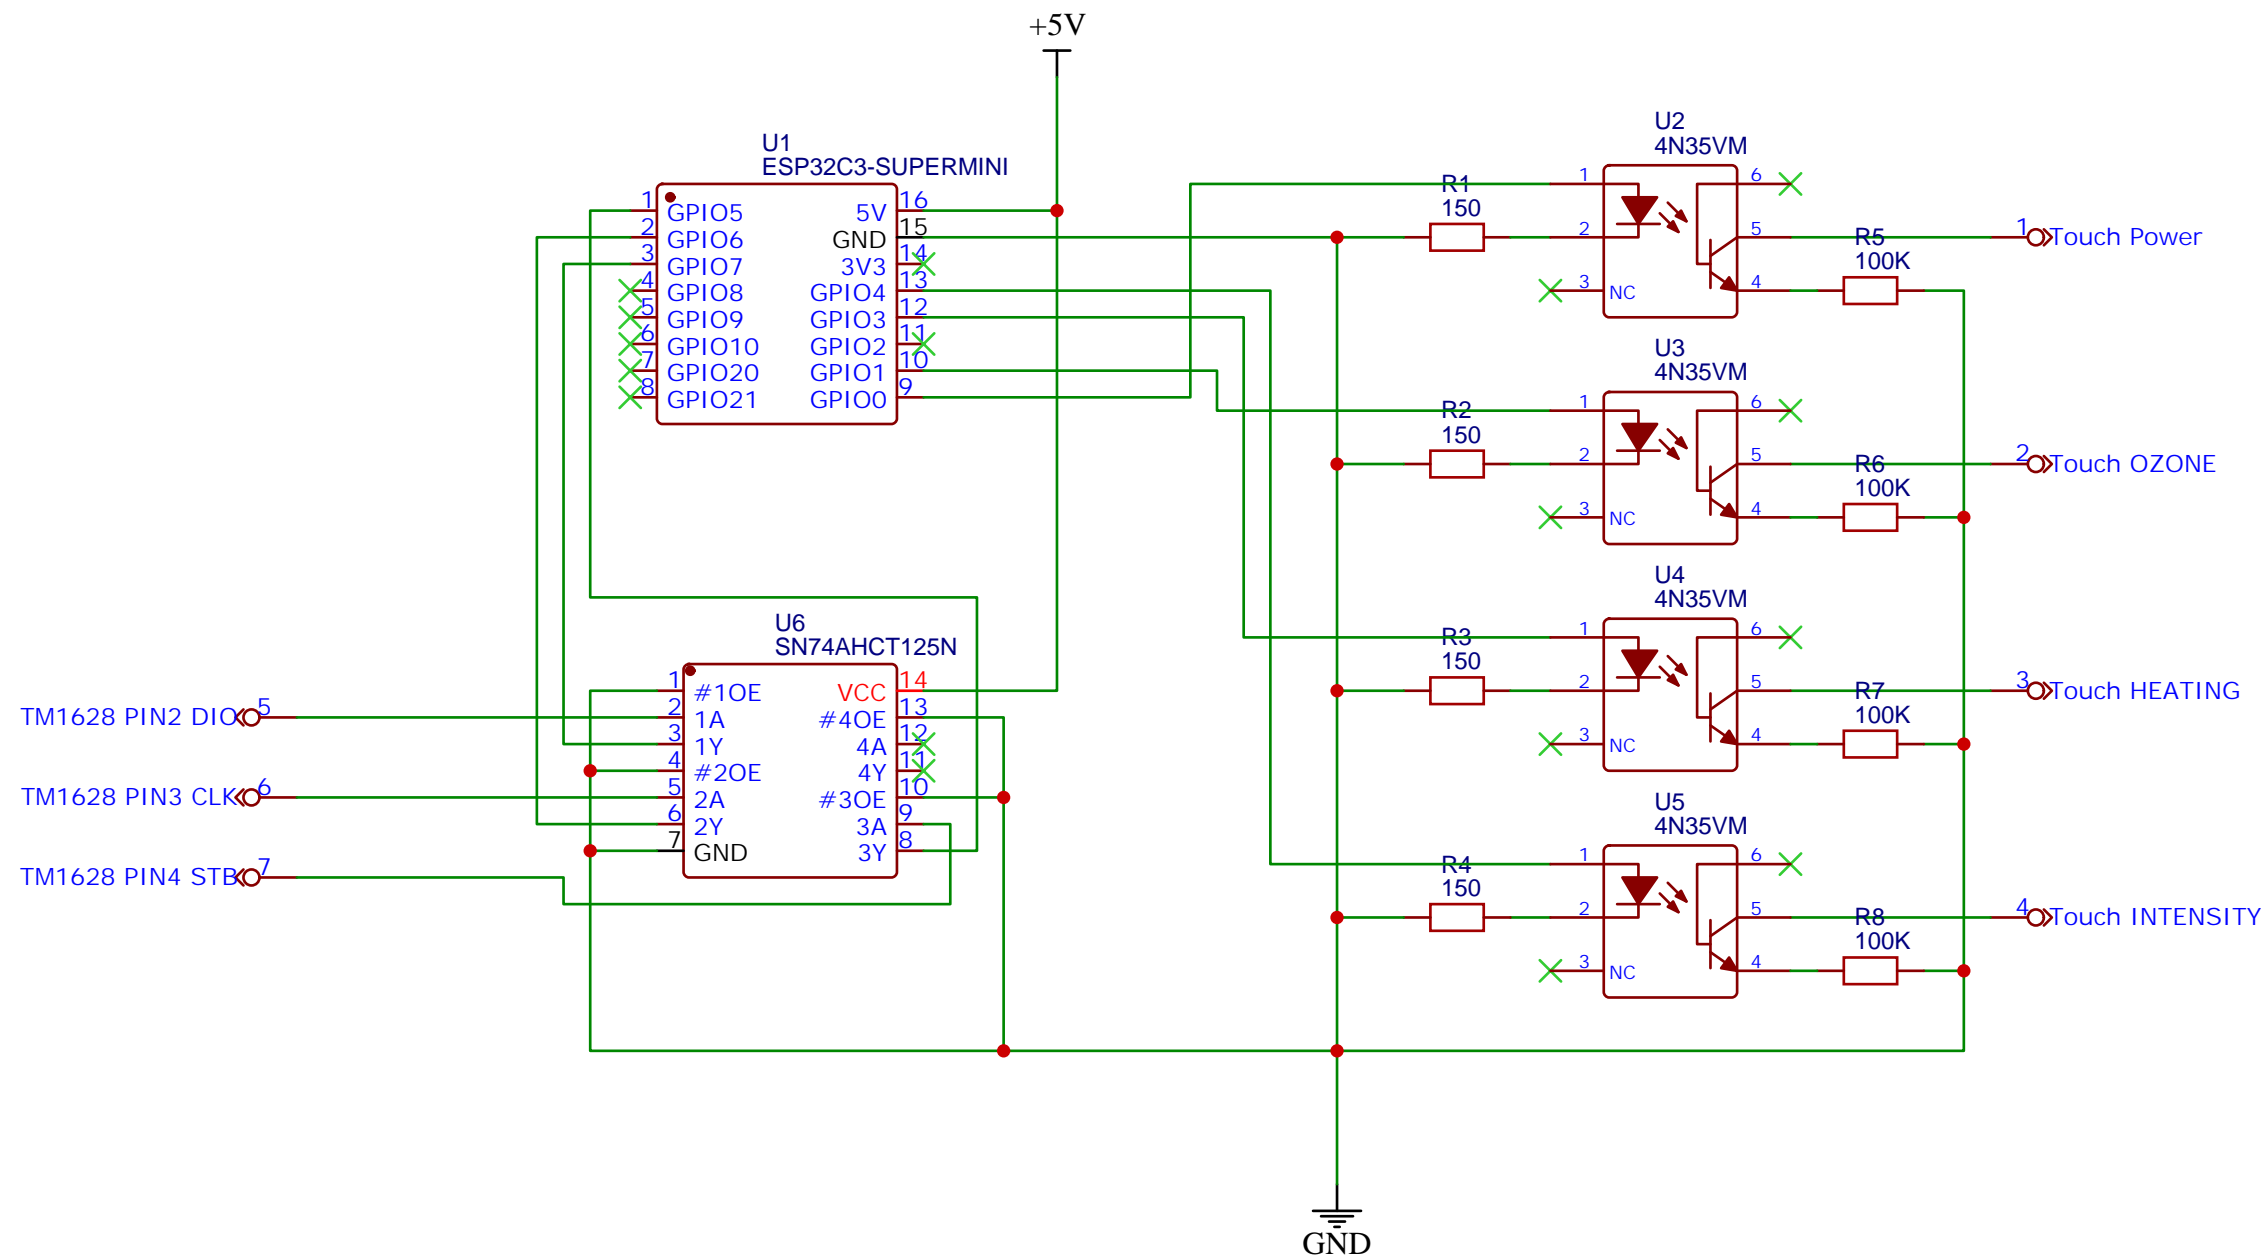 +5V
U1
ESP32C3-SUPERMINI
1 GPIO5 5V 16
2 GPIO6 GND 15
3 GPIO7 3V3 14
4 GPIO8 GPIO4 13
5 GPIO9 GPIO3 12
6 GPIO10 GPIO2 11
7 GPIO20 GPIO1 10
8 GPIO21 GPIO0 9
U6
SN74AHCT125N
1 #1OE VCC 14
2 1A #4OE 13
3 1Y 4A 12
4 #2OE 4Y 11
5 2A #3OE 10
6 2Y 3A 9
7 GND 3Y 8
TM1628 PIN2 DIO 5
TM1628 PIN3 CLK 6
TM1628 PIN4 STB 7
R1
150
U2
4N35VM
1 6
2 5
3 NC 4
R5
100K
1 Touch Power
R2
150
U3
4N35VM
1 6
2 5
3 NC 4
R6
100K
2 Touch OZONE
R3
150
U4
4N35VM
1 6
2 5
3 NC 4
R7
100K
3 Touch HEATING
R4
150
U5
4N35VM
1 6
2 5
3 NC 4
R8
100K
4 Touch INTENSITY
GND